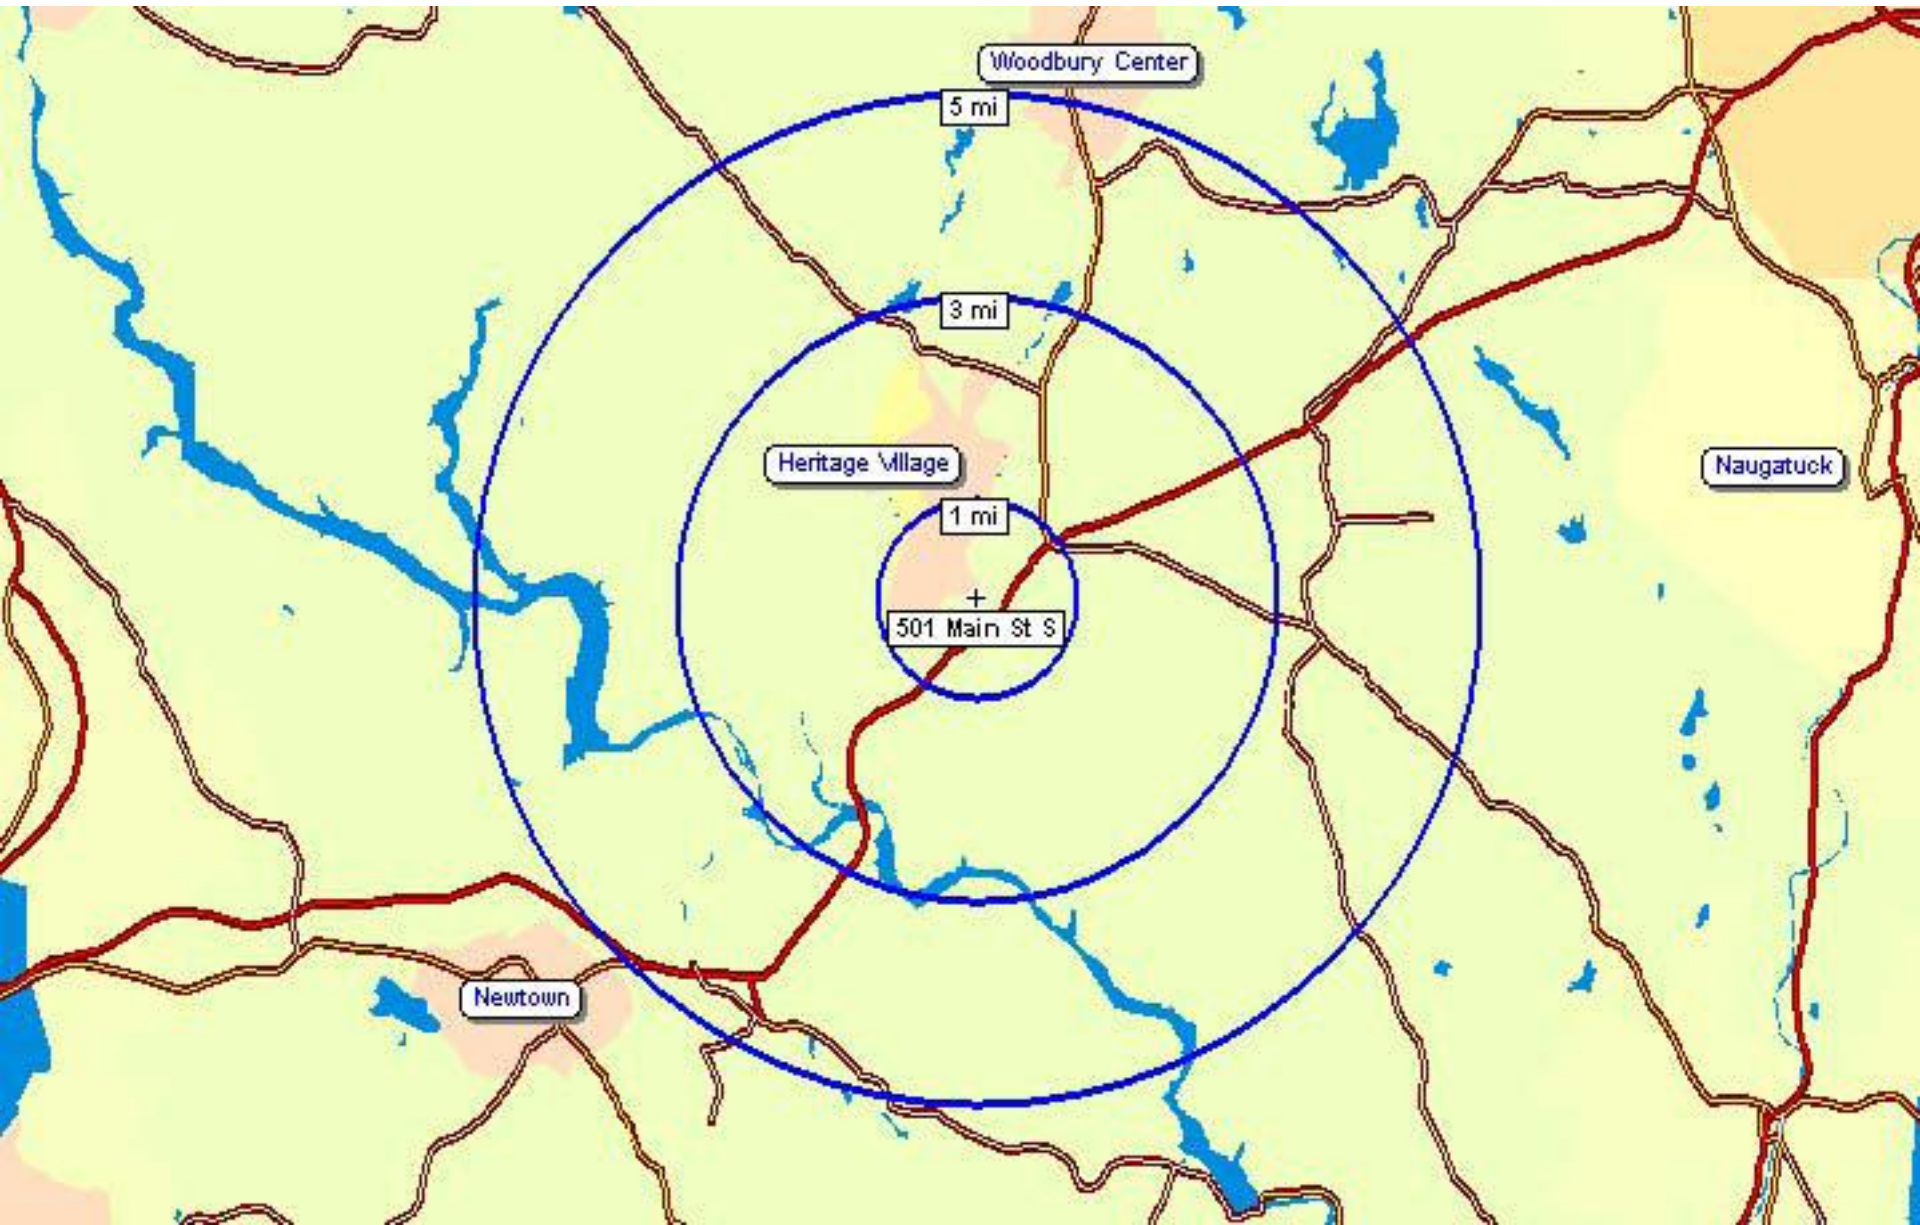 Woodbury Center
5 mi
3 mi
Heritage Village
Naugatuck
1 mi
501 Main St S
Newtown